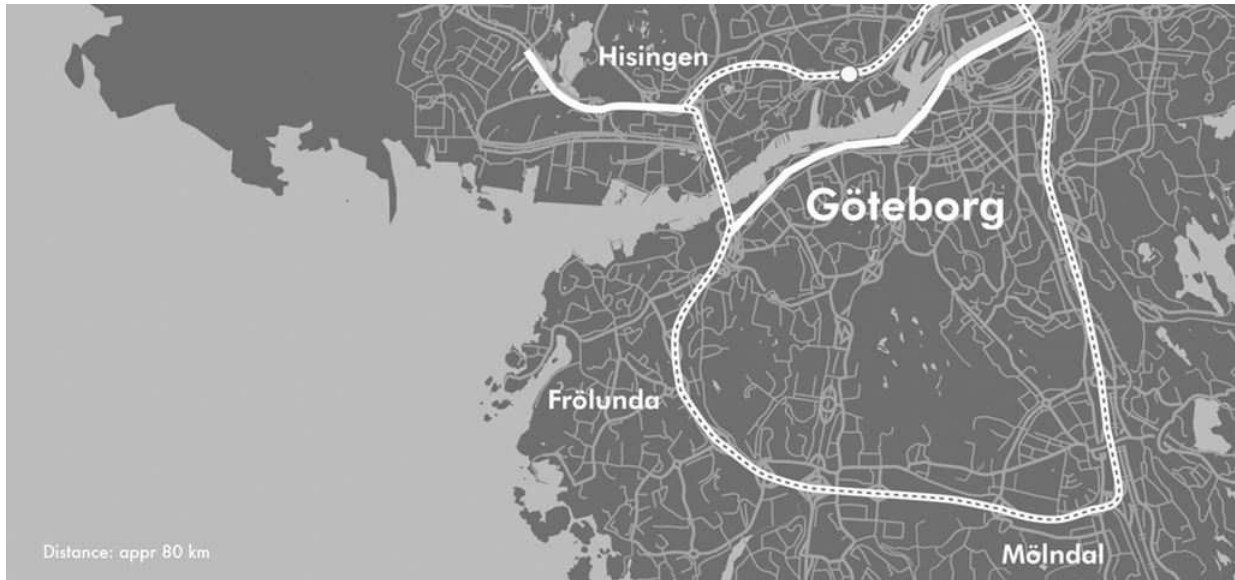 Hisingen
Göteborg
Frölunda
Mölndal
Distance: appr 80 km